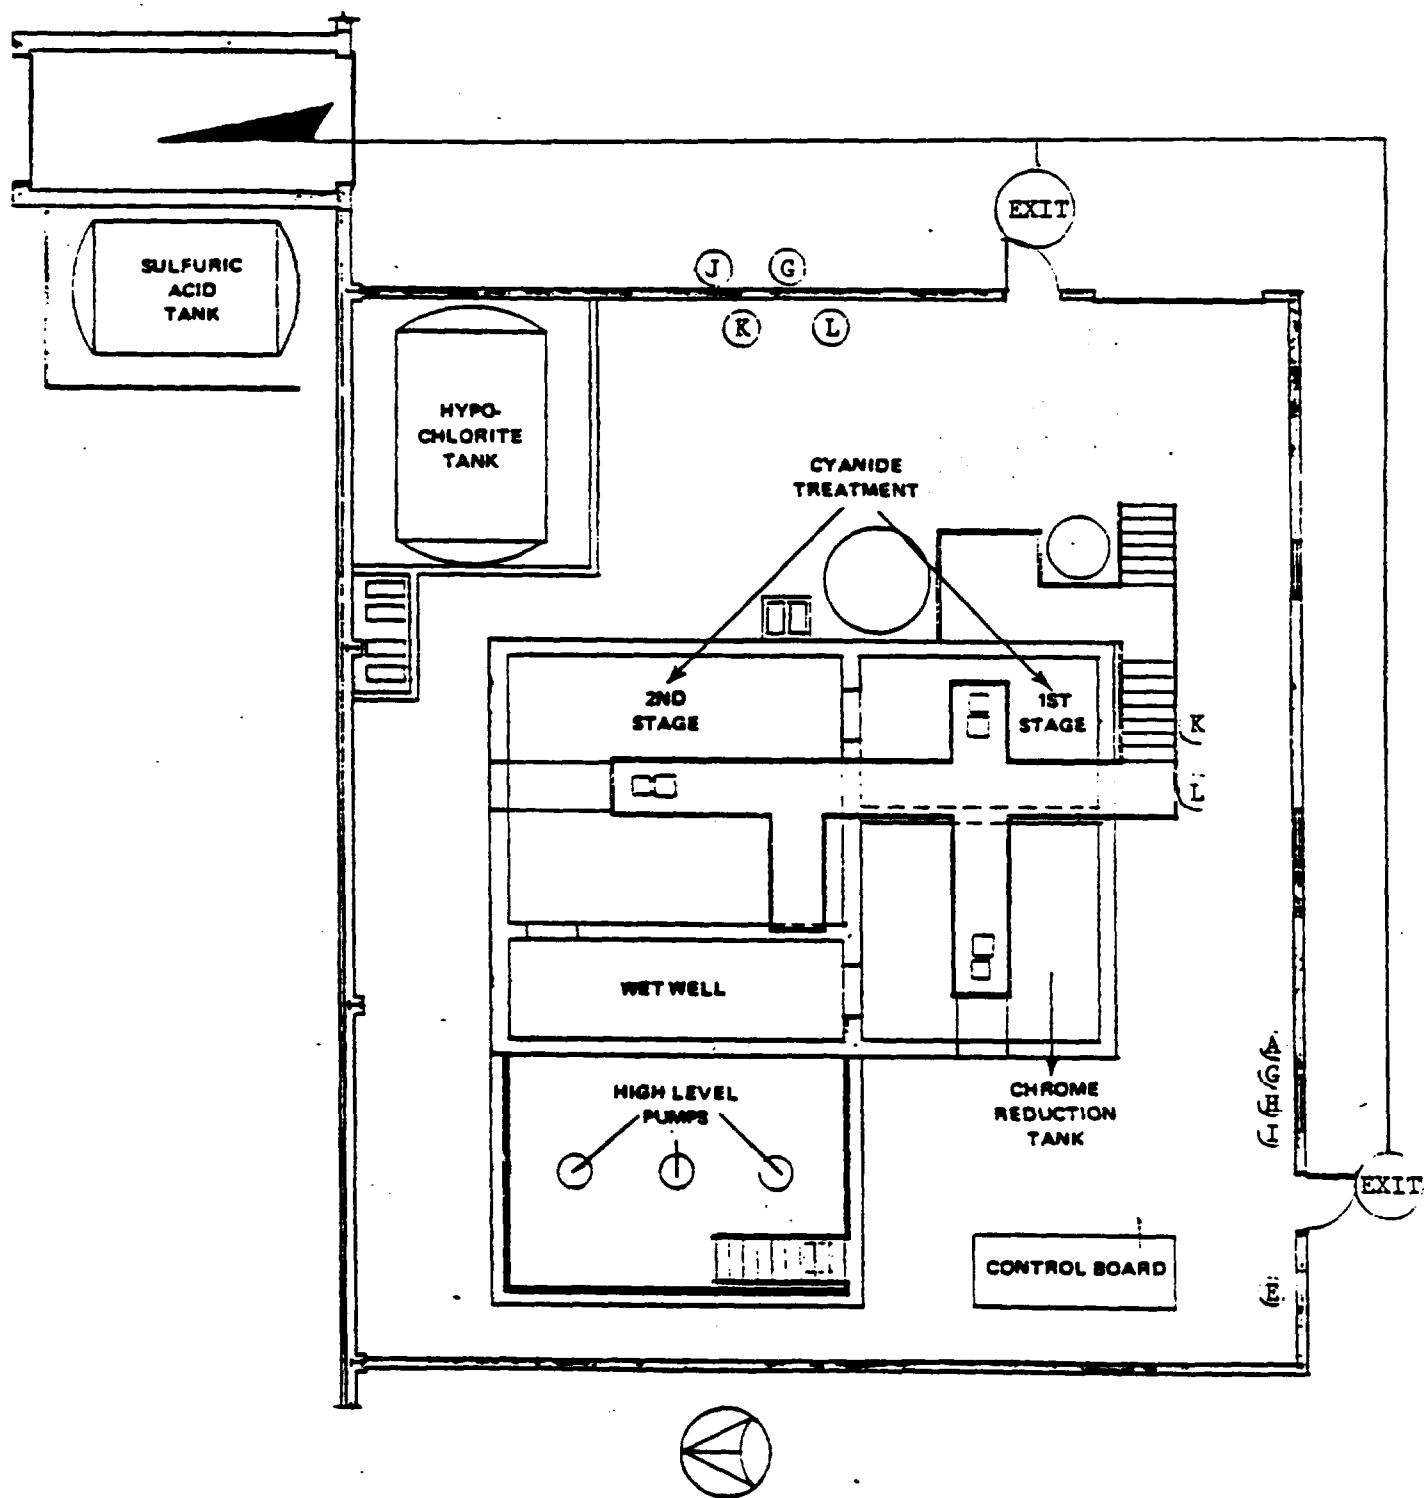 EXIT
SULFURIC
ACID
TANK
J G
K L
HYPO-
CHLORITE
TANK
CYANIDE
TREATMENT
2ND
STAGE
1ST
STAGE
K
L
WET WELL
HIGH LEVEL
PUMPS
CHROME
REDUCTION
TANK
A
G
H
I
EXIT
CONTROL BOARD
E